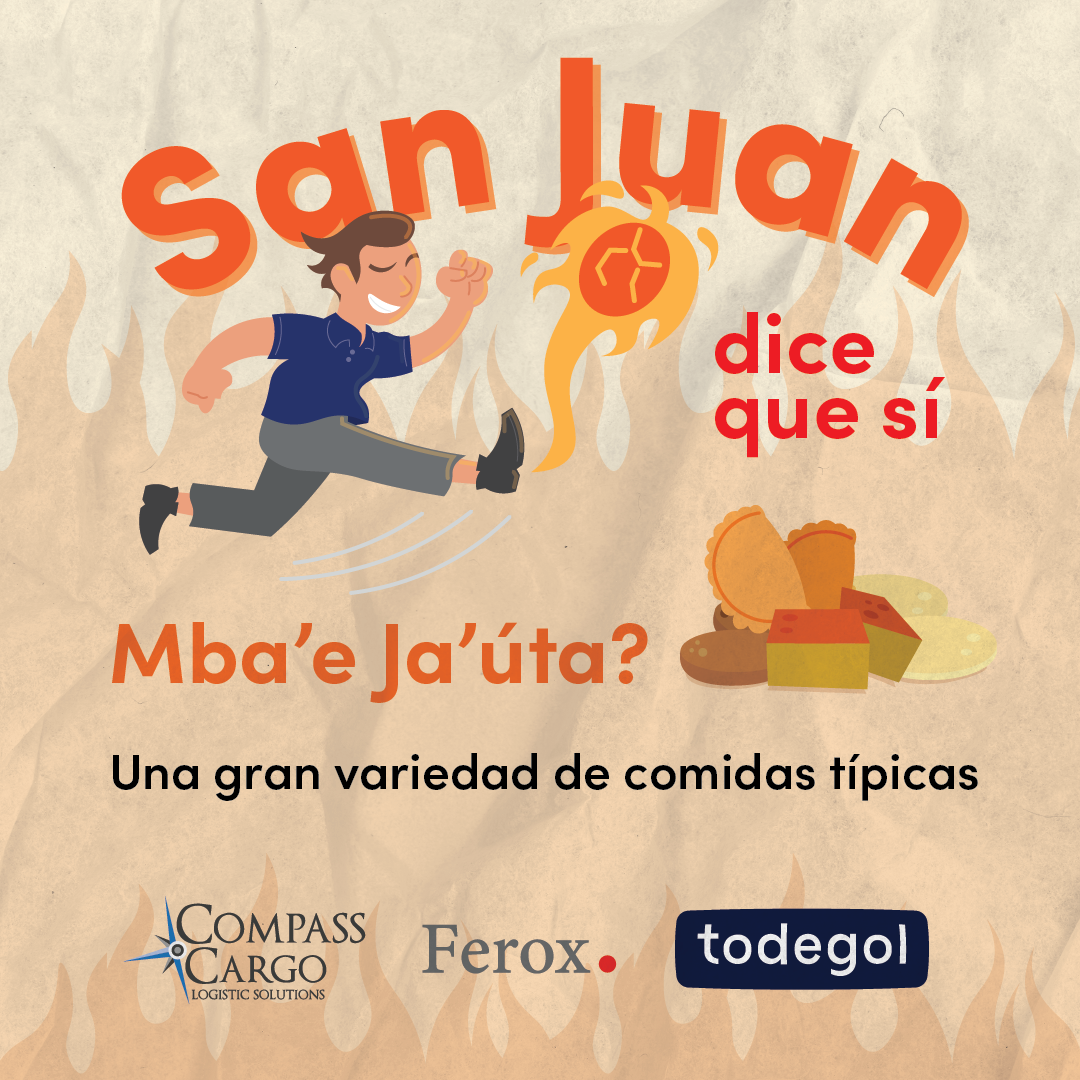 San Juan
dice
que sí
Mba’e Ja’úta?
Una gran variedad de comidas típicas
COMPASS
CARGO
LOGISTIC SOLUTIONS
Ferox.
todegol